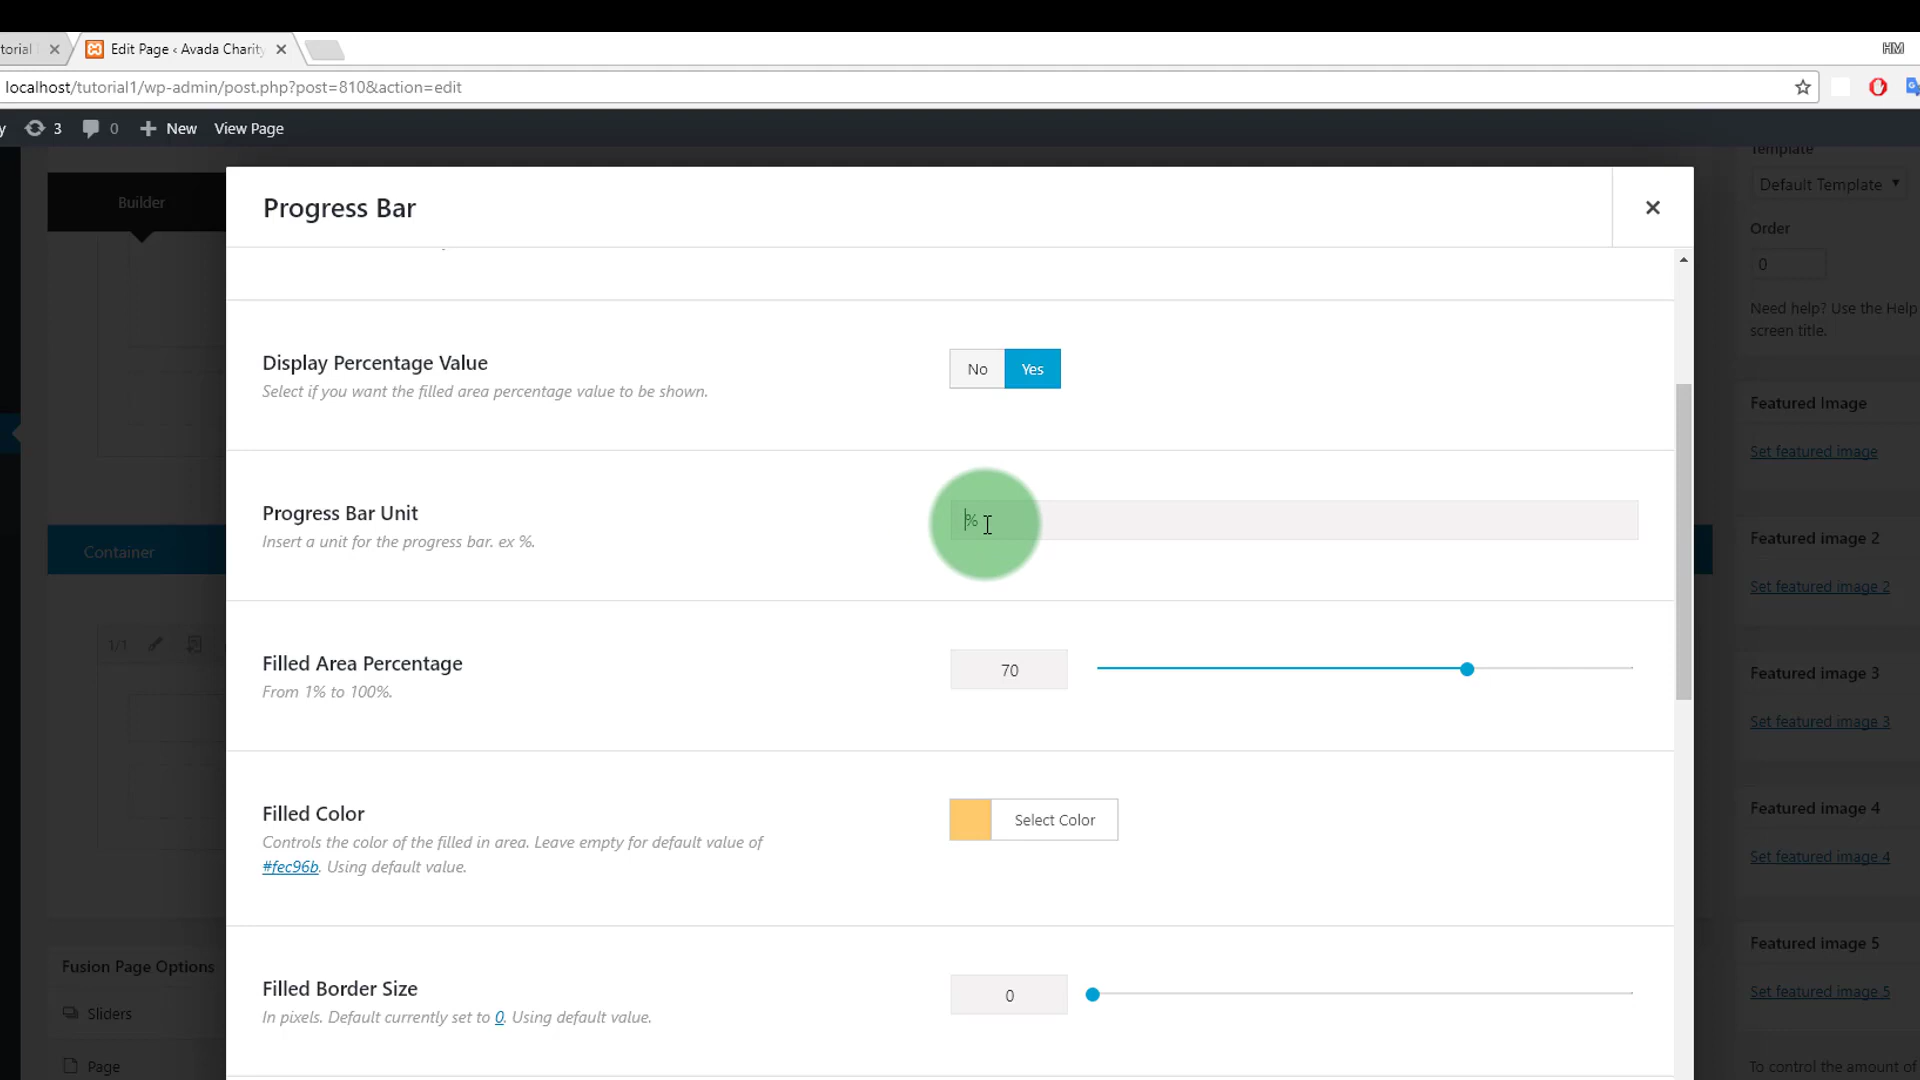 torial
Edit Page ‹ Avada Charity
HM
localhost/tutorial1/wp-admin/post.php?post=810&action=edit
y 3 0 New View Page
Template
Default Template
Builder
Progress Bar
Order
0
Need help? Use the Help
screen title.
Display Percentage Value
Select if you want the filled area percentage value to be shown.
No Yes
Featured Image
Set featured image
Progress Bar Unit
Insert a unit for the progress bar. ex %.
%
Container
Featured image 2
Set featured image 2
1/1
Filled Area Percentage
From 1% to 100%.
70
Featured image 3
Set featured image 3
Filled Color
Controls the color of the filled in area. Leave empty for default value of
#fec96b. Using default value.
Select Color
Featured image 4
Set featured image 4
Fusion Page Options
Sliders
Page
Filled Border Size
In pixels. Default currently set to 0. Using default value.
0
Featured image 5
Set featured image 5
To control the amount of